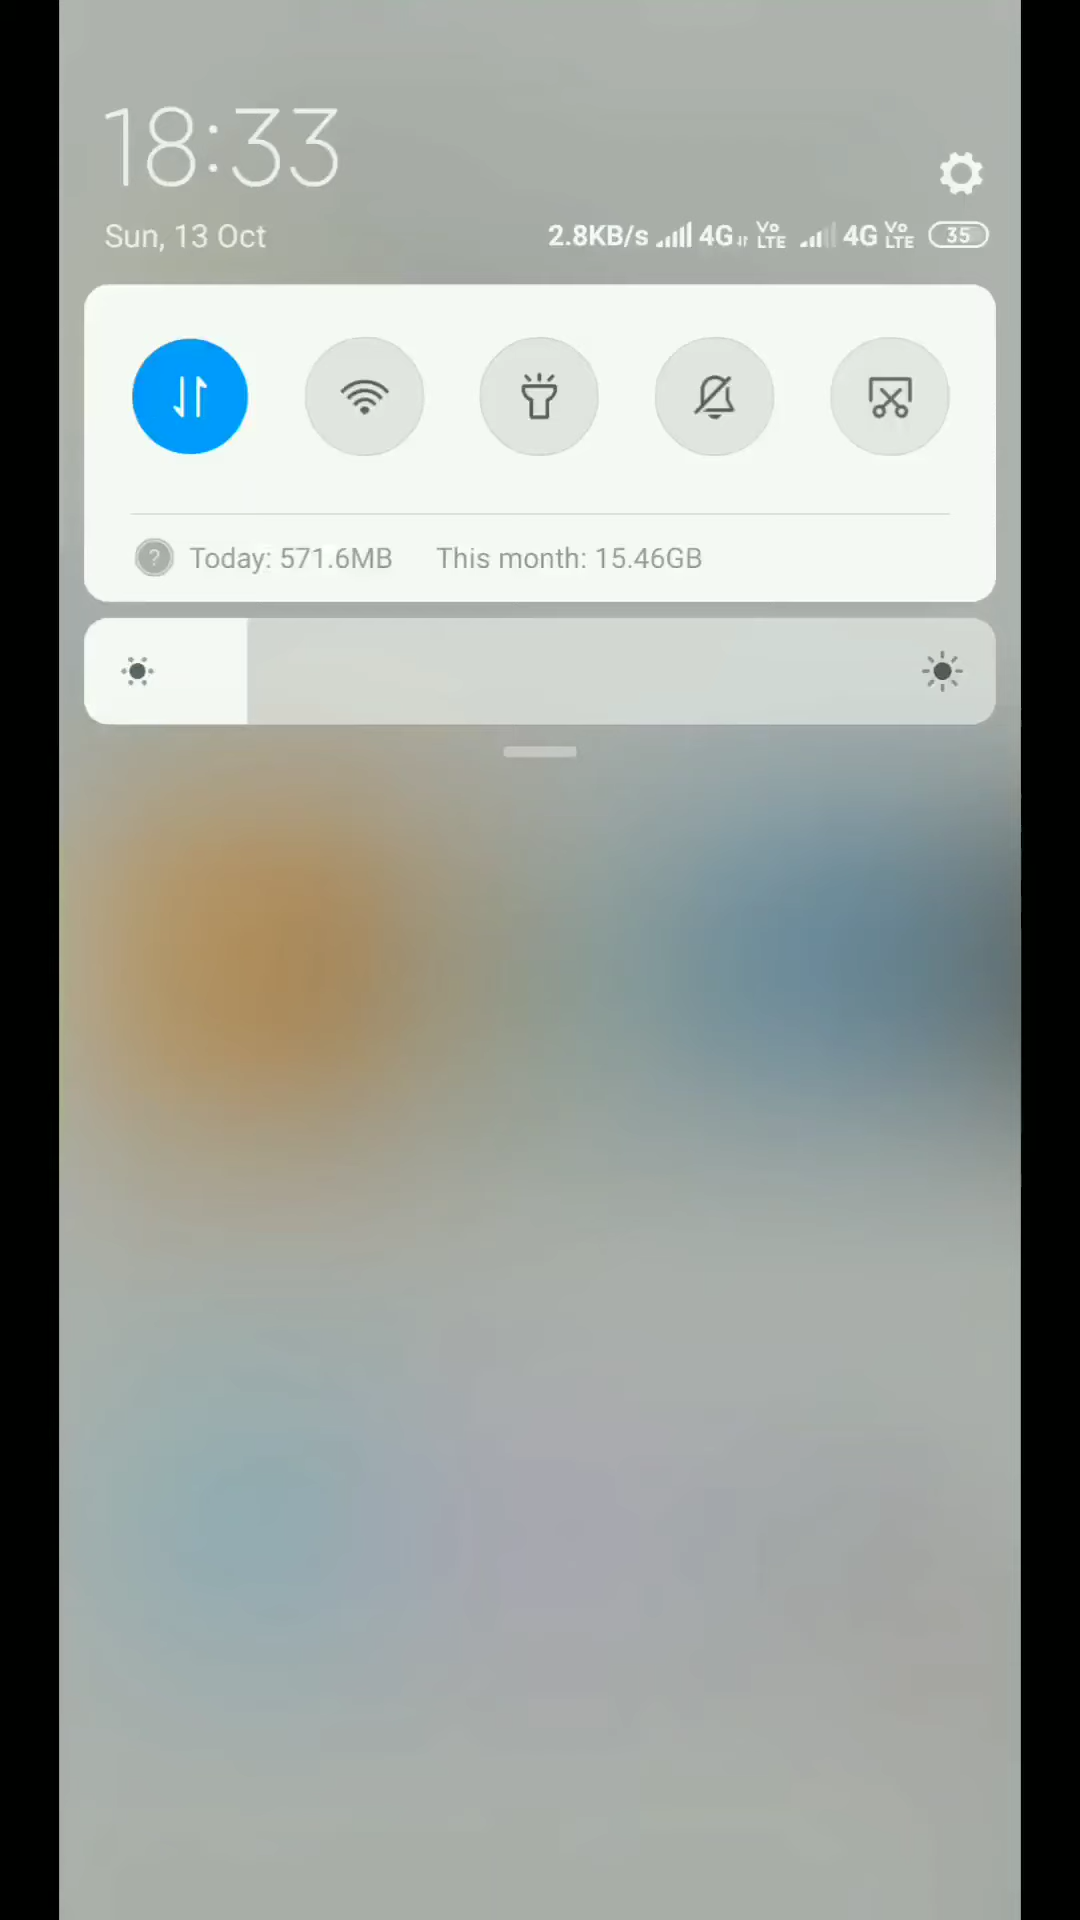 18:33
Sun, 13 Oct
2.8KB/s 4G Vo LTE 4G Vo LTE 35
? Today: 571.6MB This month: 15.46GB